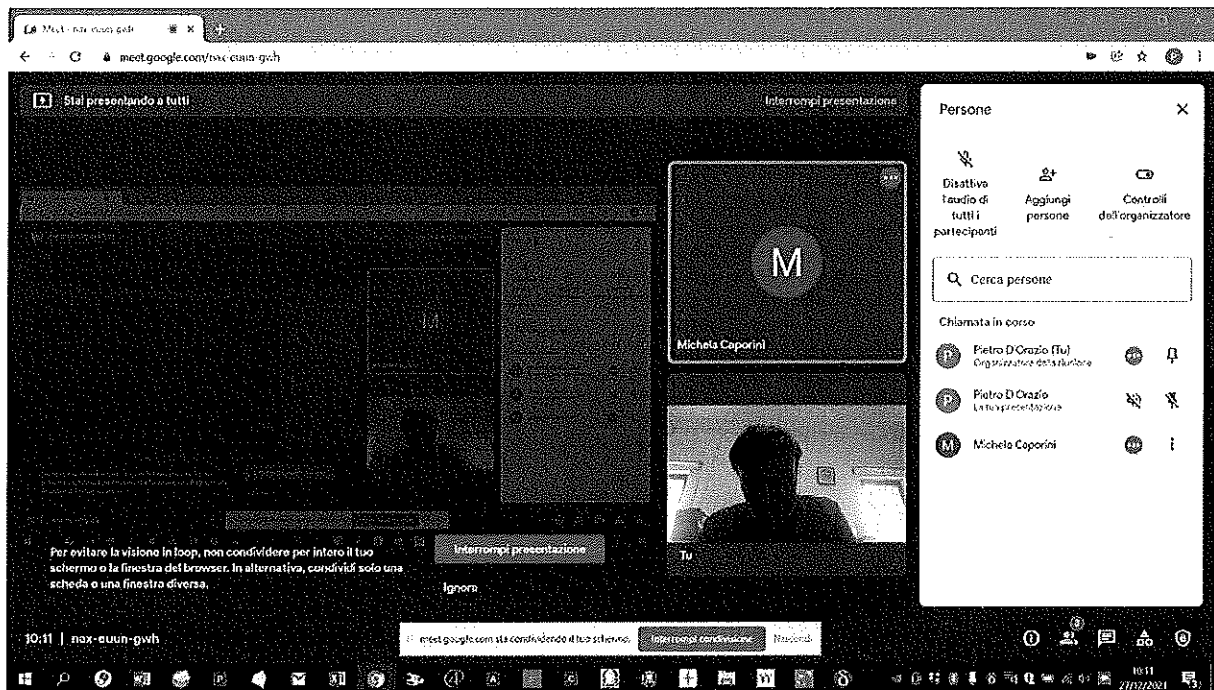 Meet - nax-euun-gwh
meet.google.com/nax-euun-gwh
Stai presentando a tutti
Interrompi presentazione
Persone
Disattiva
l'audio di
tutti i
partecipanti
Aggiungi
persone
Controlli
dell'organizzatore
Cerca persone
Chiamata in corso
P
Pietro D'Orazio (Tu)
Organizzatore della riunione
P
Pietro D'Orazio
La tua presentazione
M
Michela Caporini
M
Michela Caporini
Tu
Per evitare la visione in loop, non condividere per intero il tuo
schermo o la finestra del browser. In alternativa, condividi solo una
scheda o una finestra diversa.
Interrompi presentazione
Ignora
10:11 | nax-euun-gwh
meet.google.com sta condividendo il tuo schermo.
Interrompi condivisione
Nascondi
10:11
27/12/2021